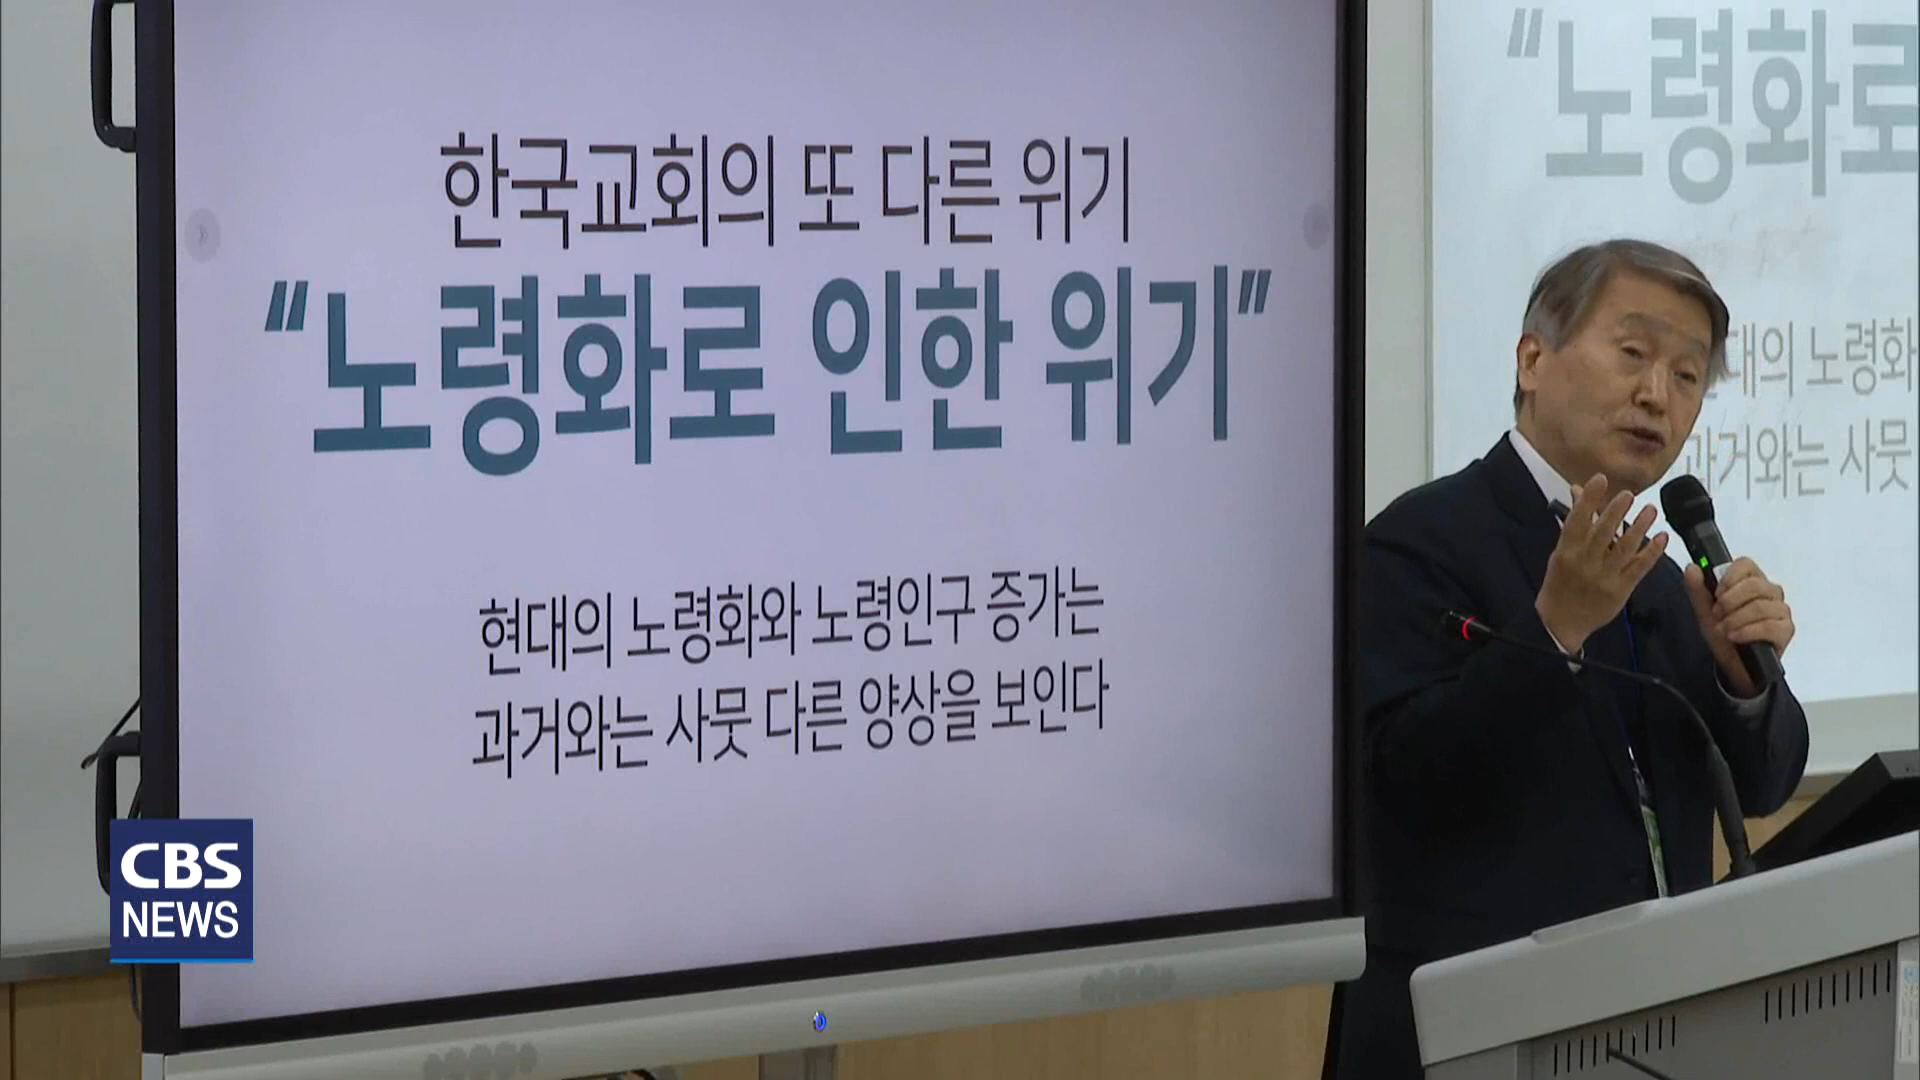 한국교회의 또 다른 위기
“노령화로 인한 위기”
현대의 노령화와 노령인구 증가는
과거와는 사뭇 다른 양상을 보인다
“노령화로
대의 노령화
과거와는 사뭇
CBS
NEWS